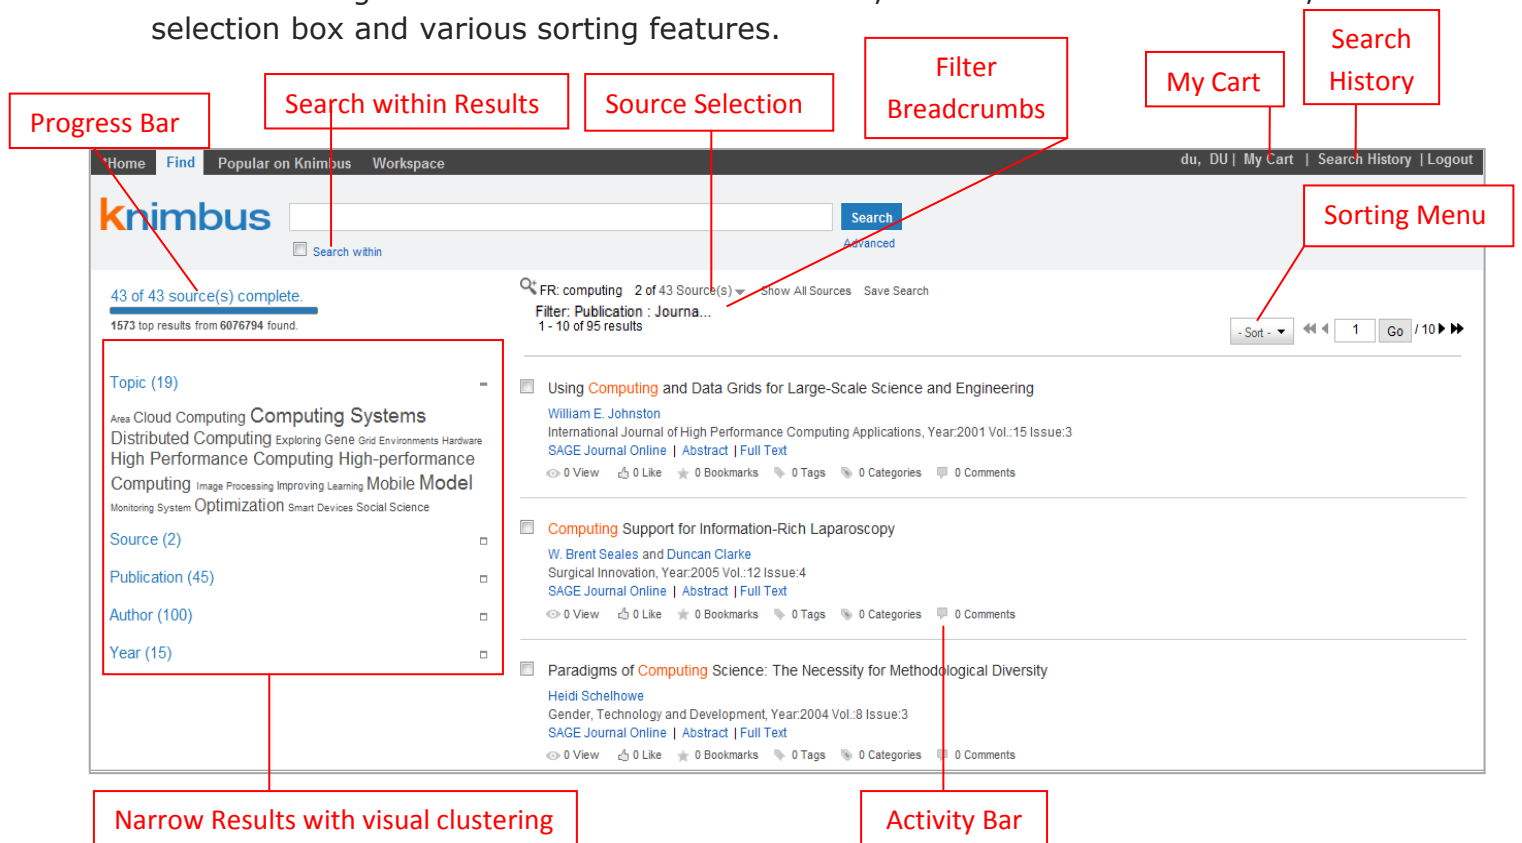 selection box and various sorting features.
Search
History
Filter
Breadcrumbs
My Cart
Search within Results
Source Selection
Progress Bar
Home Find Popular on Knimbus Workspace
du, DU | My Cart | Search History | Logout
knimbus
Search
Sorting Menu
Search within
Advanced
43 of 43 source(s) complete.
1573 top results from 6076794 found.
FR: computing 2 of 43 Source(s) Show All Sources Save Search
Filter: Publication : Journa...
1 - 10 of 95 results
- Sort - 1 Go / 10
Topic (19)
Area Cloud Computing Computing Systems
Distributed Computing Exploring Gene Grid Environments Hardware
High Performance Computing High-performance
Computing Image Processing Improving Learning Mobile Model
Monitoring System Optimization Smart Devices Social Science
Source (2)
Publication (45)
Author (100)
Year (15)
Using Computing and Data Grids for Large-Scale Science and Engineering
William E. Johnston
International Journal of High Performance Computing Applications, Year:2001 Vol.:15 Issue:3
SAGE Journal Online | Abstract | Full Text
0 View 0 Like 0 Bookmarks 0 Tags 0 Categories 0 Comments
Computing Support for Information-Rich Laparoscopy
W. Brent Seales and Duncan Clarke
Surgical Innovation, Year:2005 Vol.:12 Issue:4
SAGE Journal Online | Abstract | Full Text
0 View 0 Like 0 Bookmarks 0 Tags 0 Categories 0 Comments
Paradigms of Computing Science: The Necessity for Methodological Diversity
Heidi Schelhowe
Gender, Technology and Development, Year:2004 Vol.:8 Issue:3
SAGE Journal Online | Abstract | Full Text
0 View 0 Like 0 Bookmarks 0 Tags 0 Categories 0 Comments
Narrow Results with visual clustering
Activity Bar